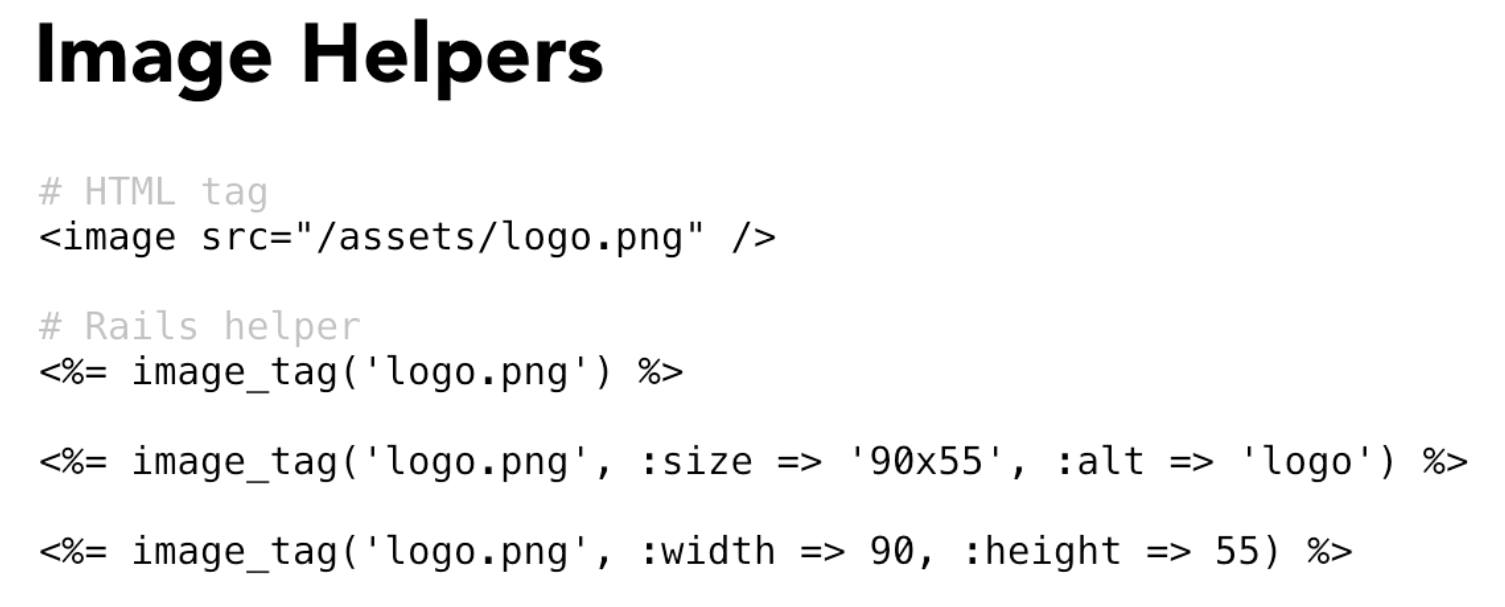 Image Helpers
# HTML tag
<image src="/assets/logo.png" />
# Rails helper
<%= image_tag('logo.png') %>
<%= image_tag('logo.png', :size => '90x55', :alt => 'logo') %>
<%= image_tag('logo.png', :width => 90, :height => 55) %>